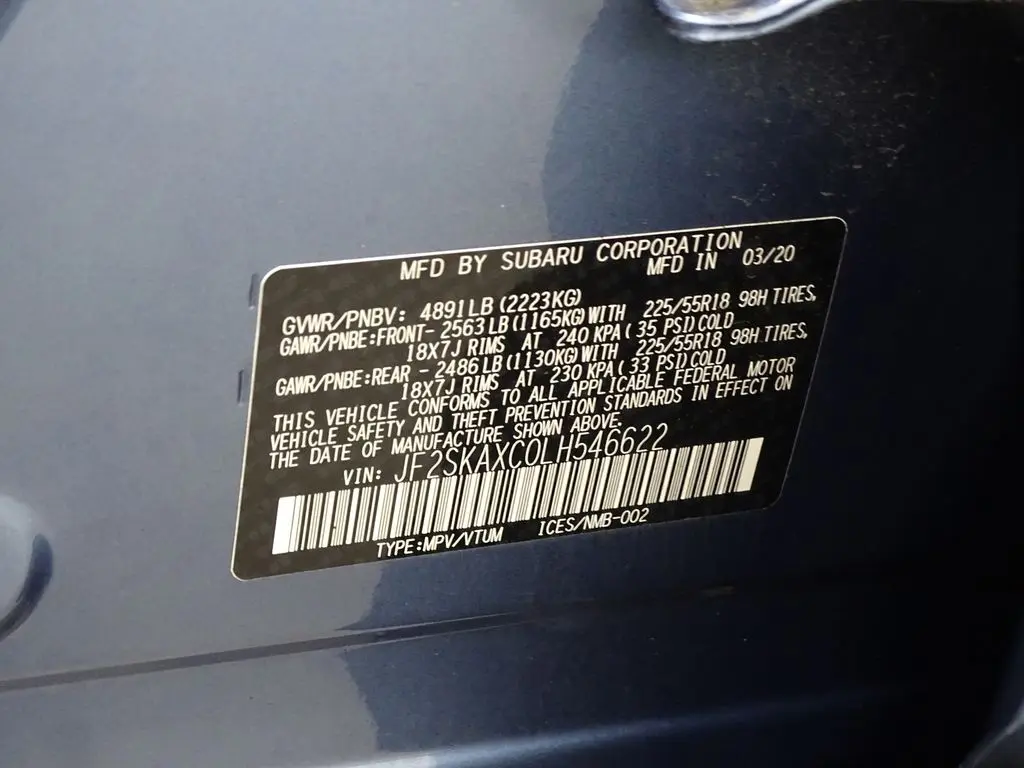 MFD BY SUBARU CORPORATION
MFD IN 03/20
GVWR/PNBV: 4891LB (2223KG)
GAWR/PNBE:FRONT- 2563LB (1165KG)WITH 225/55R18 98H TIRES,
18X7J RIMS AT 240 KPA ( 35 PSI) COLD
GAWR/PNBE:REAR - 2486LB (1130KG)WITH 225/55R18 98H TIRES,
18X7J RIMS AT 230 KPA ( 33 PSI) COLD
THIS VEHICLE CONFORMS TO ALL APPLICABLE FEDERAL MOTOR
VEHICLE SAFETY AND THEFT PREVENTION STANDARDS IN EFFECT ON
THE DATE OF MANUFACTURE SHOWN ABOVE.
VIN: JF2SKAXC0LH546622
TYPE:MPV/VTUM ICES/NMB-002